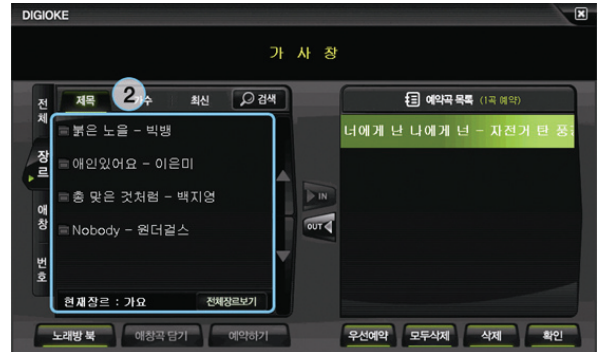 DIGIOKE
가 사 창
전체
장르
애창
번호
제목
수
최신
검색
2
붉은 노을 - 빅뱅
애인있어요 - 이은미
총 맞은 것처럼 - 백지영
Nobody - 원더걸스
현재장르 : 가요
전체장르보기
IN
OUT
예약곡 목록 (1곡 예약)
너에게 난 나에게 넌 - 자전거 탄 풍
노래방 북
애창곡 담기
예약하기
우선예약
모두삭제
삭제
확인